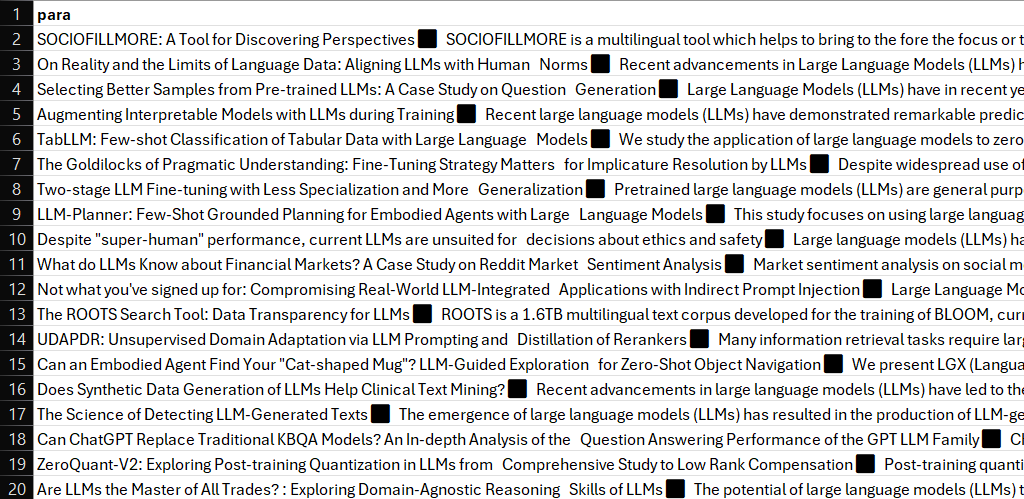 1 para
2 SOCIOFILLMORE: A Tool for Discovering Perspectives SOCIOFILLMORE is a multilingual tool which helps to bring to the fore the focus or t
3 On Reality and the Limits of Language Data: Aligning LLMs with Human Norms Recent advancements in Large Language Models (LLMs) h
4 Selecting Better Samples from Pre-trained LLMs: A Case Study on Question Generation Large Language Models (LLMs) have in recent ye
5 Augmenting Interpretable Models with LLMs during Training Recent large language models (LLMs) have demonstrated remarkable predic
6 TabLLM: Few-shot Classification of Tabular Data with Large Language Models We study the application of large language models to zero
7 The Goldilocks of Pragmatic Understanding: Fine-Tuning Strategy Matters for Implicature Resolution by LLMs Despite widespread use of
8 Two-stage LLM Fine-tuning with Less Specialization and More Generalization Pretrained large language models (LLMs) are general purp
9 LLM-Planner: Few-Shot Grounded Planning for Embodied Agents with Large Language Models This study focuses on using large languag
10 Despite "super-human" performance, current LLMs are unsuited for decisions about ethics and safety Large language models (LLMs) ha
11 What do LLMs Know about Financial Markets? A Case Study on Reddit Market Sentiment Analysis Market sentiment analysis on social m
12 Not what you've signed up for: Compromising Real-World LLM-Integrated Applications with Indirect Prompt Injection Large Language Mo
13 The ROOTS Search Tool: Data Transparency for LLMs ROOTS is a 1.6TB multilingual text corpus developed for the training of BLOOM, curr
14 UDAPDR: Unsupervised Domain Adaptation via LLM Prompting and Distillation of Rerankers Many information retrieval tasks require larg
15 Can an Embodied Agent Find Your "Cat-shaped Mug"? LLM-Guided Exploration for Zero-Shot Object Navigation We present LGX (Langua
16 Does Synthetic Data Generation of LLMs Help Clinical Text Mining? Recent advancements in large language models (LLMs) have led to the
17 The Science of Detecting LLM-Generated Texts The emergence of large language models (LLMs) has resulted in the production of LLM-ge
18 Can ChatGPT Replace Traditional KBQA Models? An In-depth Analysis of the Question Answering Performance of the GPT LLM Family Cl
19 ZeroQuant-V2: Exploring Post-training Quantization in LLMs from Comprehensive Study to Low Rank Compensation Post-training quanti
20 Are LLMs the Master of All Trades? : Exploring Domain-Agnostic Reasoning Skills of LLMs The potential of large language models (LLMs) t